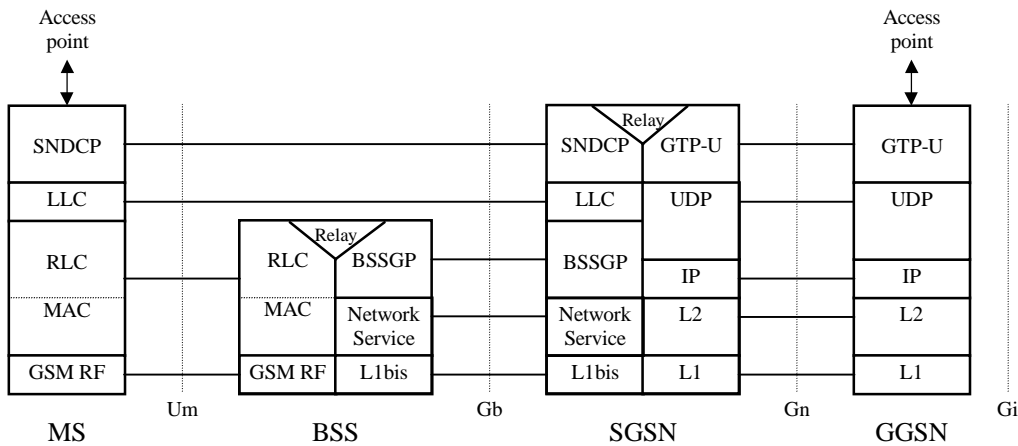 Access
point
Access
point
Relay
SNDCP
SNDCP
GTP-U
GTP-U
LLC
LLC
UDP
UDP
Relay
RLC
RLC
BSSGP
BSSGP
IP
IP
MAC
MAC
Network
Service
Network
Service
L2
L2
GSM RF
GSM RF
L1bis
L1bis
L1
L1
Um
Gb
Gn
Gi
MS
BSS
SGSN
GGSN